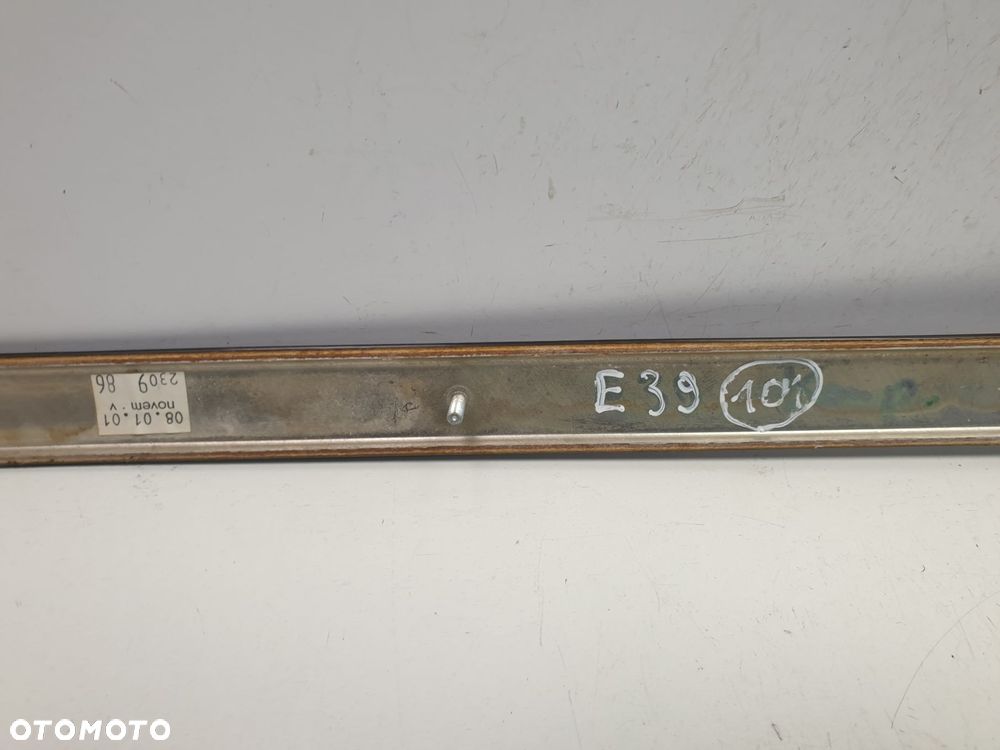 08.01.01
novem · v
2309 86
E39 101
OTOMOTO